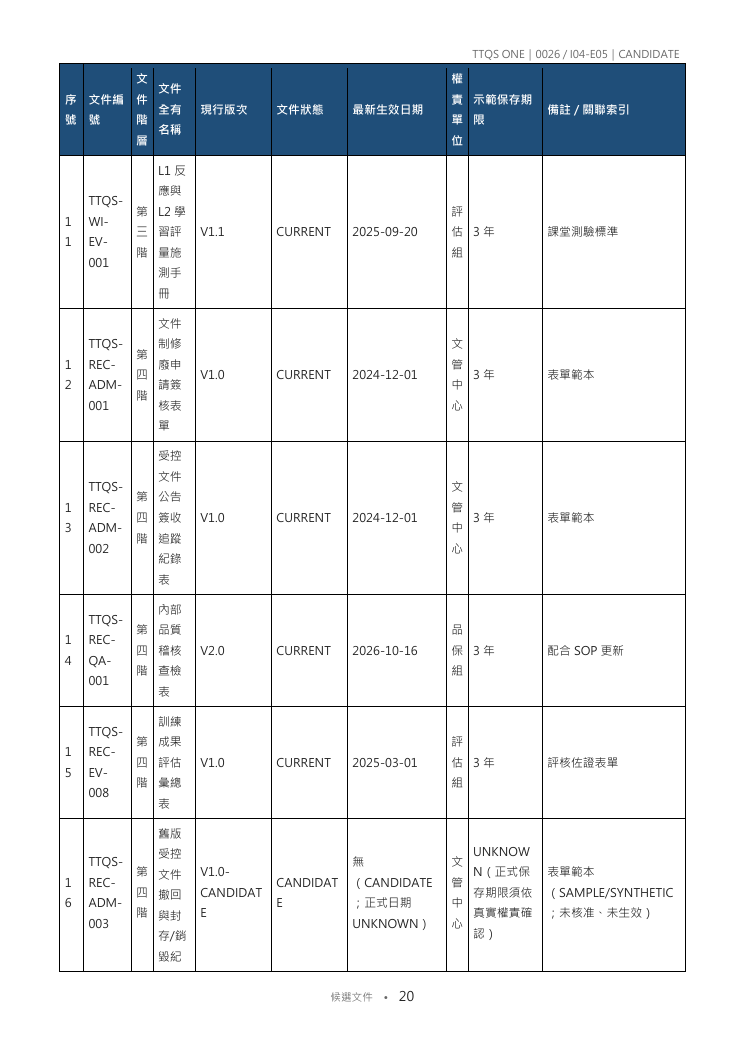 TTQS ONE | 0026 / I04-E05 | CANDIDATE
序號 文件編號 文件階層 文件全有名稱 現行版次 文件狀態 最新生效日期 權責單位 示範保存期限 備註 / 關聯索引
11 TTQS-WI-EV-001 第三階 L1 反應與 L2 學習評量施測手冊 V1.1 CURRENT 2025-09-20 評估組 3 年 課堂測驗標準
12 TTQS-REC-ADM-001 第四階 文件制修廢申請簽核表單 V1.0 CURRENT 2024-12-01 文管中心 3 年 表單範本
13 TTQS-REC-ADM-002 第四階 受控文件公告簽收追蹤紀錄表 V1.0 CURRENT 2024-12-01 文管中心 3 年 表單範本
14 TTQS-REC-QA-001 第四階 內部品質稽核查檢表 V2.0 CURRENT 2026-10-16 品保組 3 年 配合 SOP 更新
15 TTQS-REC-EV-008 第四階 訓練成果評估彙總表 V1.0 CURRENT 2025-03-01 評估組 3 年 評核佐證表單
16 TTQS-REC-ADM-003 第四階 舊版受控文件撤回與封存/銷毀紀 V1.0-CANDIDATE CANDIDATE 無（CANDIDATE；正式日期 UNKNOWN） 文管中心 UNKNOWN（正式保存期限須依真實權責確認） 表單範本（SAMPLE/SYNTHETIC；未核准、未生效）
候選文件 • 20